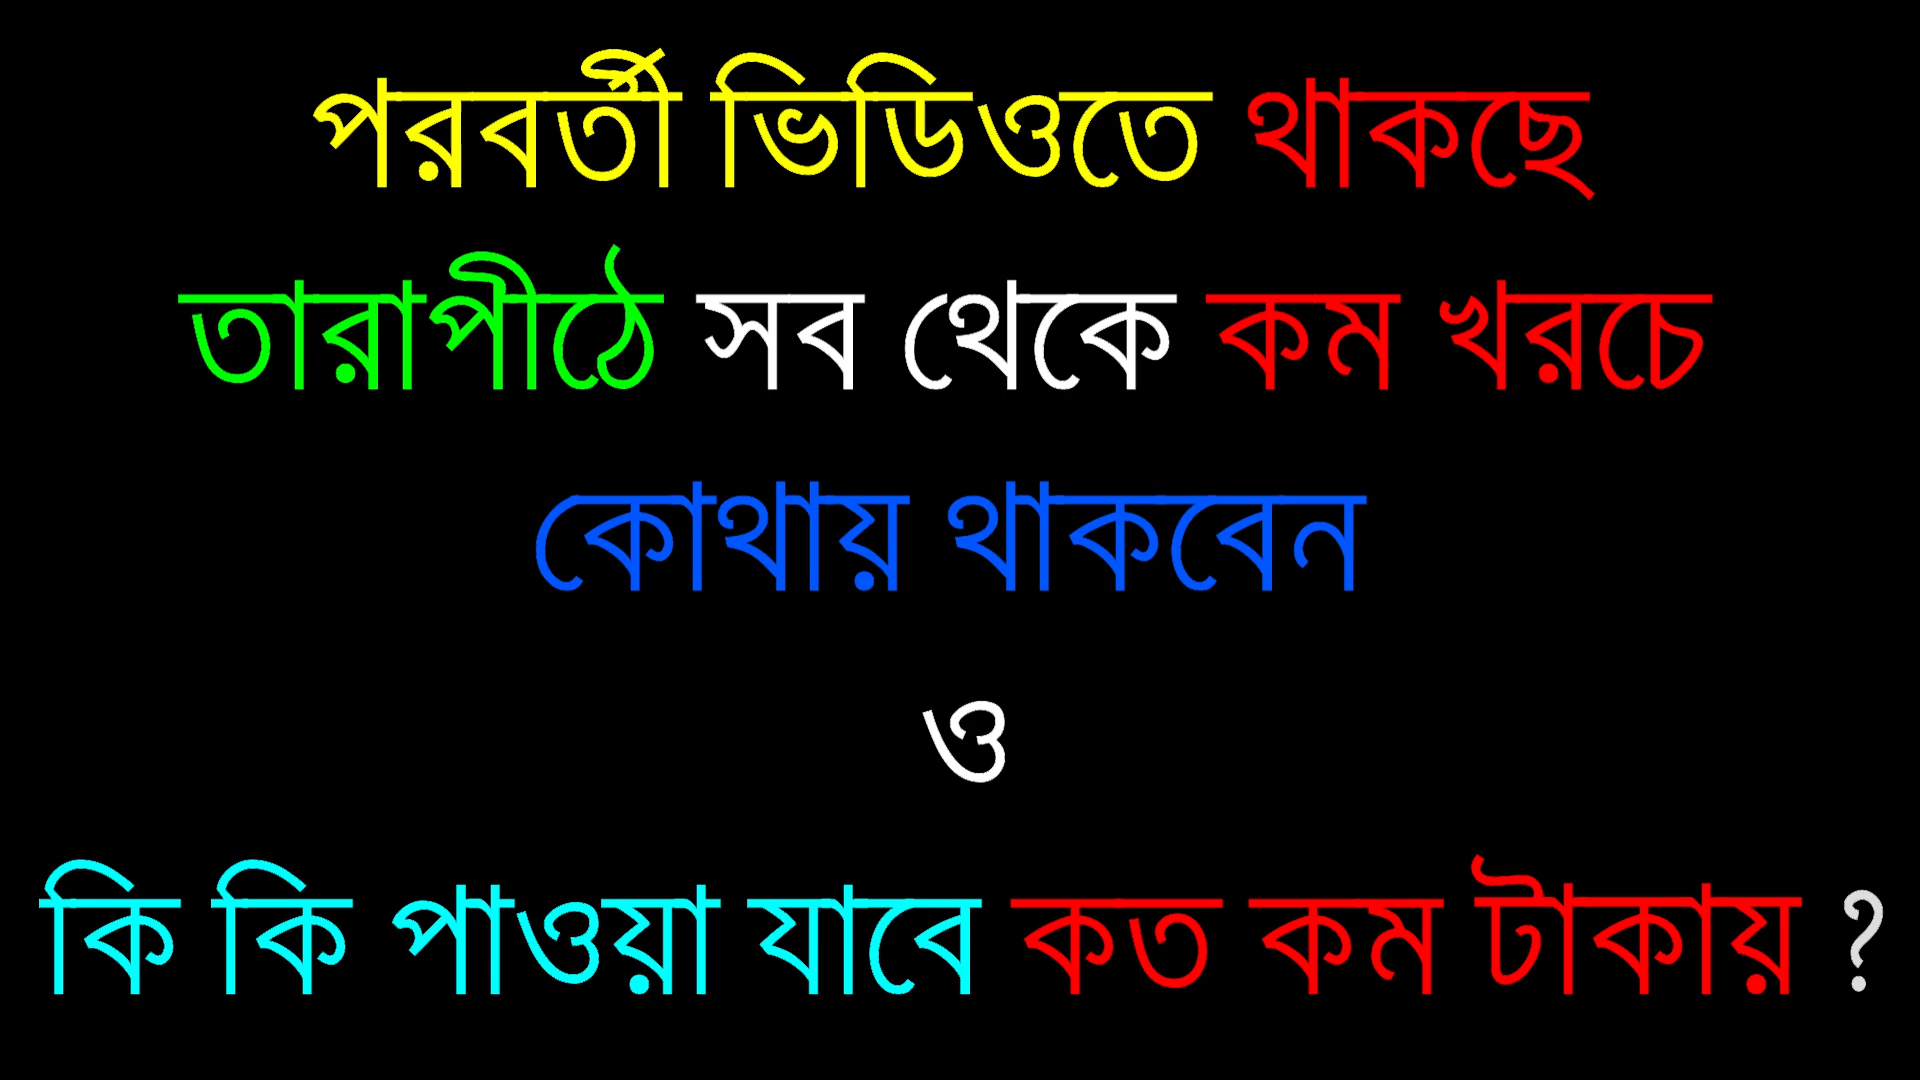 পরবর্তী ভিডিওতে থাকছে
তারাপীঠে সব থেকে কম খরচে
কোথায় থাকবেন
ও
কি কি পাওয়া যাবে কত কম টাকায় ?